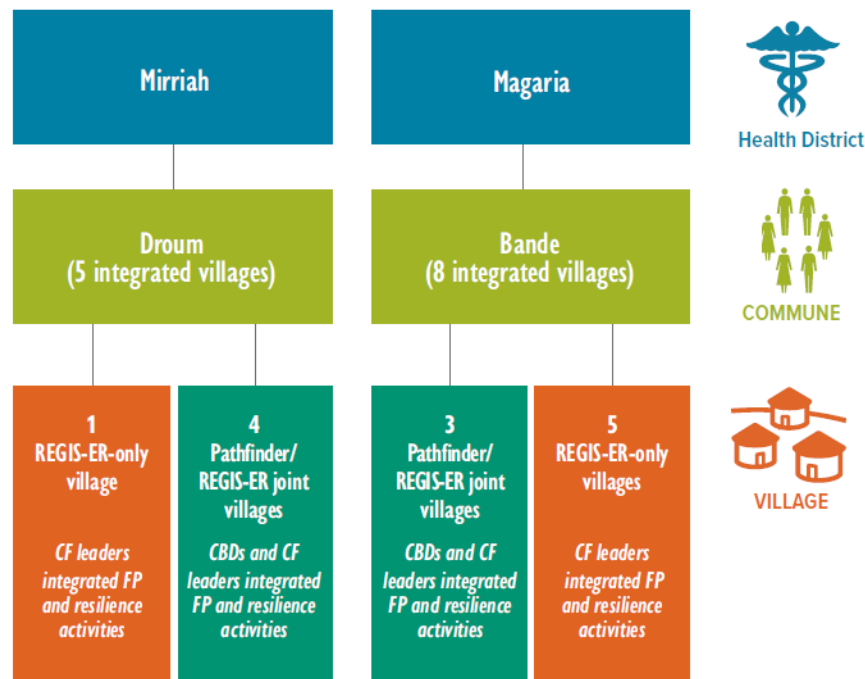 Mirriah
Magaria
Health District
Droum
(5 integrated villages)
Bande
(8 integrated villages)
COMMUNE
1
REGIS-ER-only
village
CF leaders
integrated FP
and resilience
activities
4
Pathfinder/
REGIS-ER joint
villages
CBDs and CF
leaders integrated
FP and resilience
activities
3
Pathfinder/
REGIS-ER joint
villages
CBDs and CF
leaders integrated
FP and resilience
activities
5
REGIS-ER-only
villages
CF leaders
integrated FP
and resilience
activities
VILLAGE